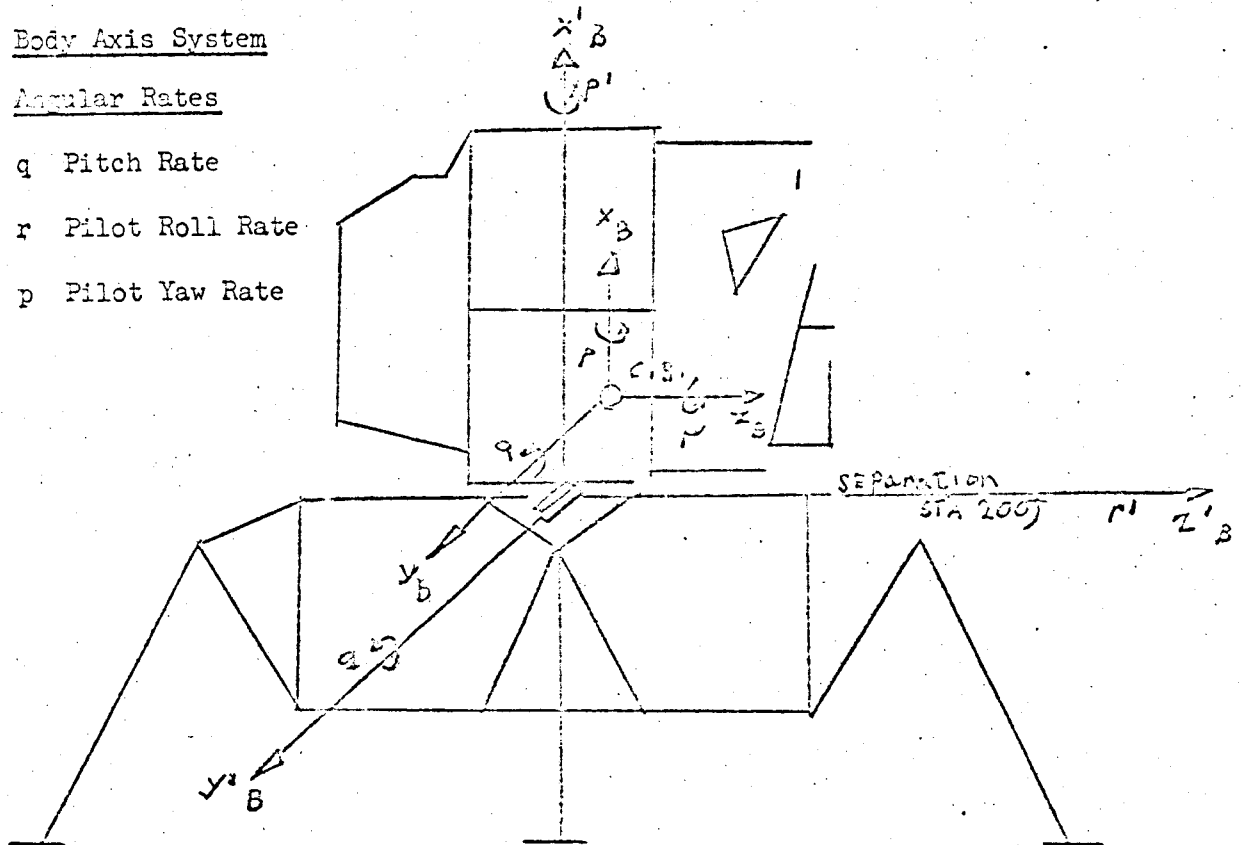 Body Axis System
Angular Rates
q Pitch Rate
r Pilot Roll Rate
p Pilot Yaw Rate
X'B
P'
XB
P
C.G.
r
ZB
q
YB
SEParation
STA 200
r'
Z'B
q
Y'B